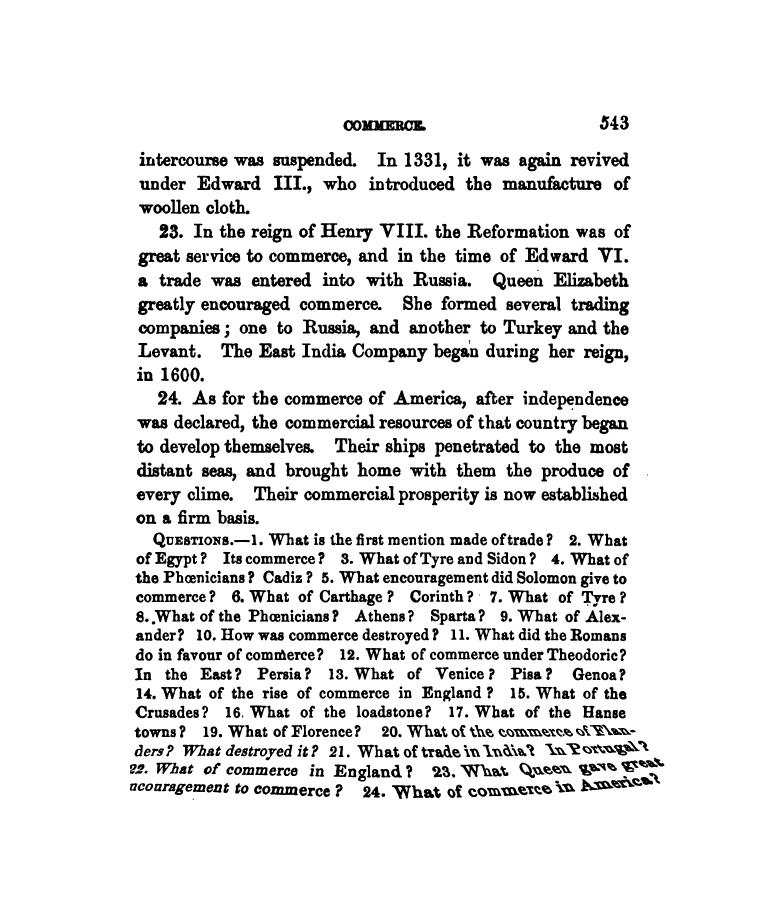 COMMERCE. 543
intercourse was suspended. In 1331, it was again revived
under Edward III., who introduced the manufacture of
woollen cloth.
23. In the reign of Henry VIII. the Reformation was of
great service to commerce, and in the time of Edward VI.
a trade was entered into with Russia. Queen Elizabeth
greatly encouraged commerce. She formed several trading
companies; one to Russia, and another to Turkey and the
Levant. The East India Company began during her reign,
in 1600.
24. As for the commerce of America, after independence
was declared, the commercial resources of that country began
to develop themselves. Their ships penetrated to the most
distant seas, and brought home with them the produce of
every clime. Their commercial prosperity is now established
on a firm basis.
QUESTIONS.—1. What is the first mention made of trade? 2. What
of Egypt? Its commerce? 3. What of Tyre and Sidon? 4. What of
the Phœnicians? Cadiz? 5. What encouragement did Solomon give to
commerce? 6. What of Carthage? Corinth? 7. What of Tyre?
8. What of the Phœnicians? Athens? Sparta? 9. What of Alex-
ander? 10. How was commerce destroyed? 11. What did the Romans
do in favour of commerce? 12. What of commerce under Theodoric?
In the East? Persia? 13. What of Venice? Pisa? Genoa?
14. What of the rise of commerce in England? 15. What of the
Crusades? 16. What of the loadstone? 17. What of the Hanse
towns? 19. What of Florence? 20. What of the commerce of Flan-
ders? What destroyed it? 21. What of trade in India? In Portugal?
22. What of commerce in England? 23. What Queen gave great
ncouragement to commerce? 24. What of commerce in America?